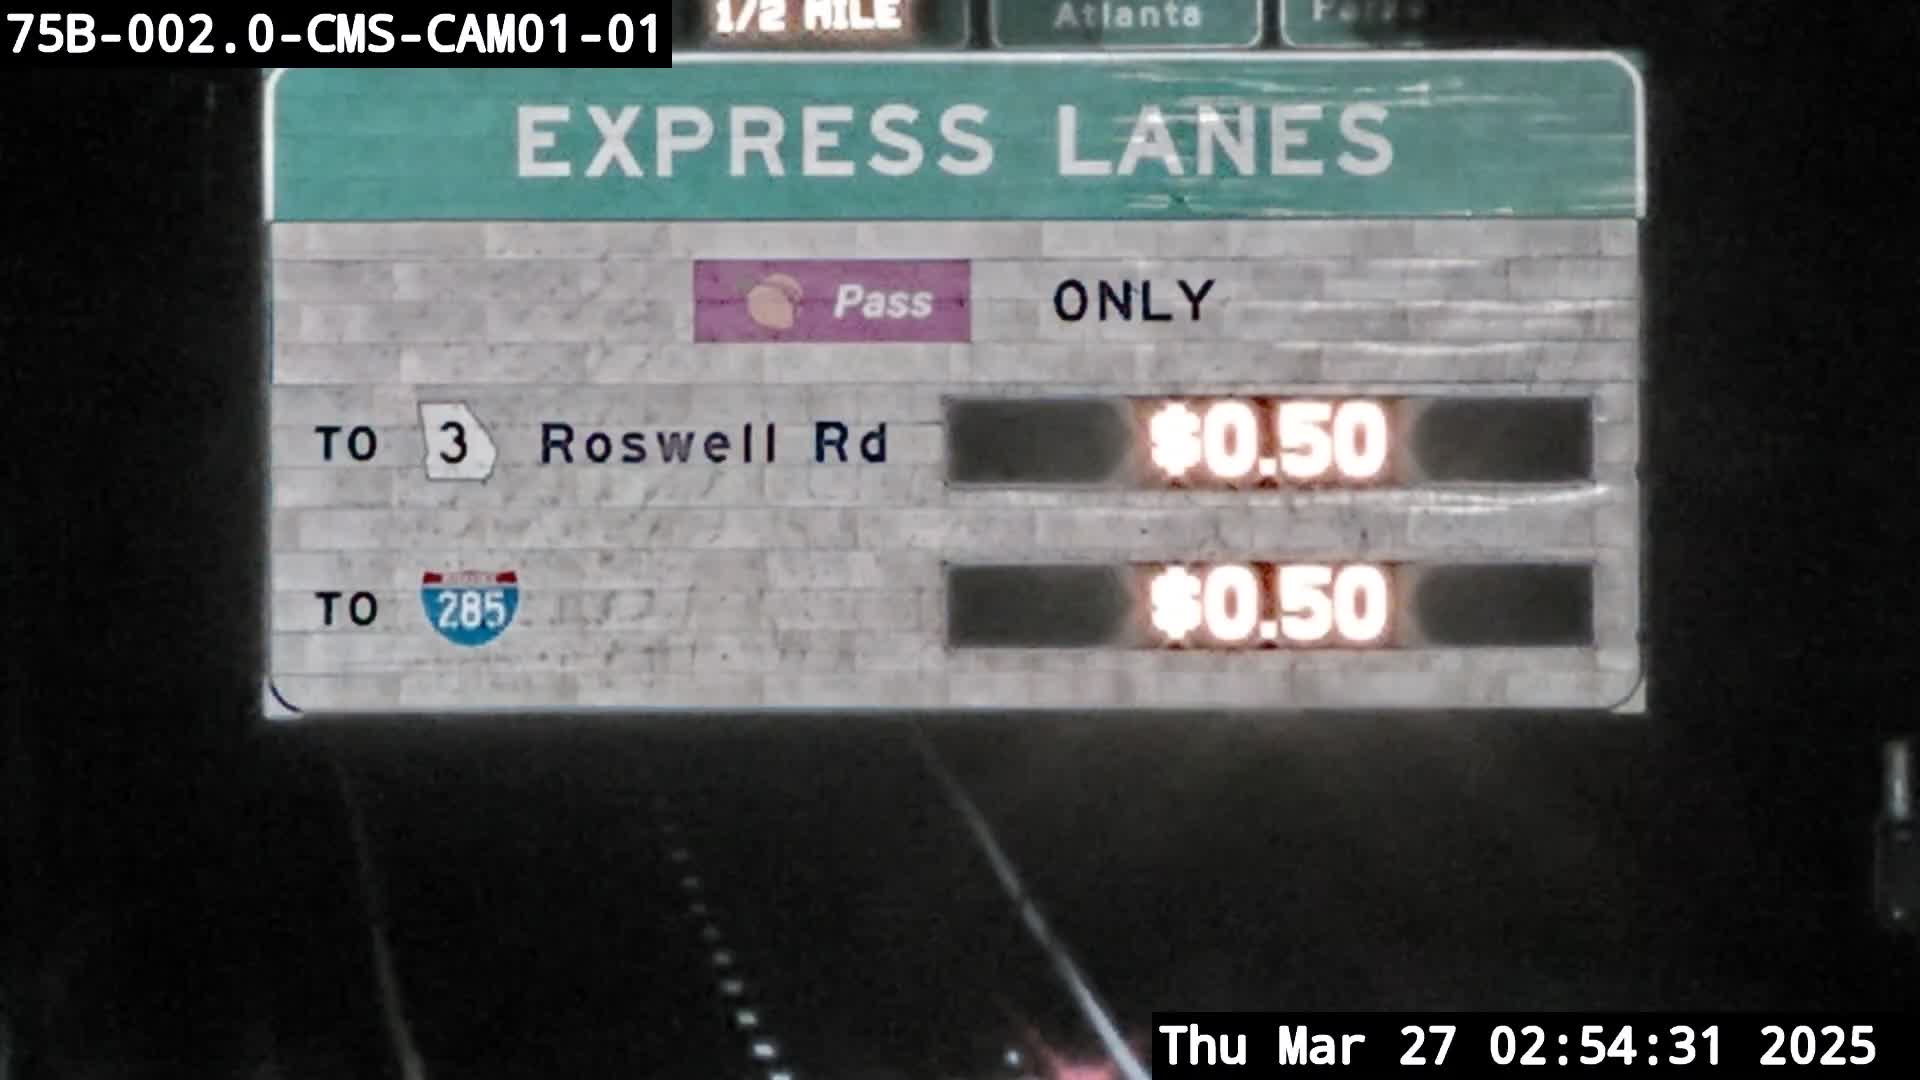 75B-002.0-CMS-CAM01-01
1/2 MILE
Atlanta
EXPRESS LANES
Pass ONLY
TO 3 Roswell Rd $0.50
TO 285 $0.50
Thu Mar 27 02:54:31 2025